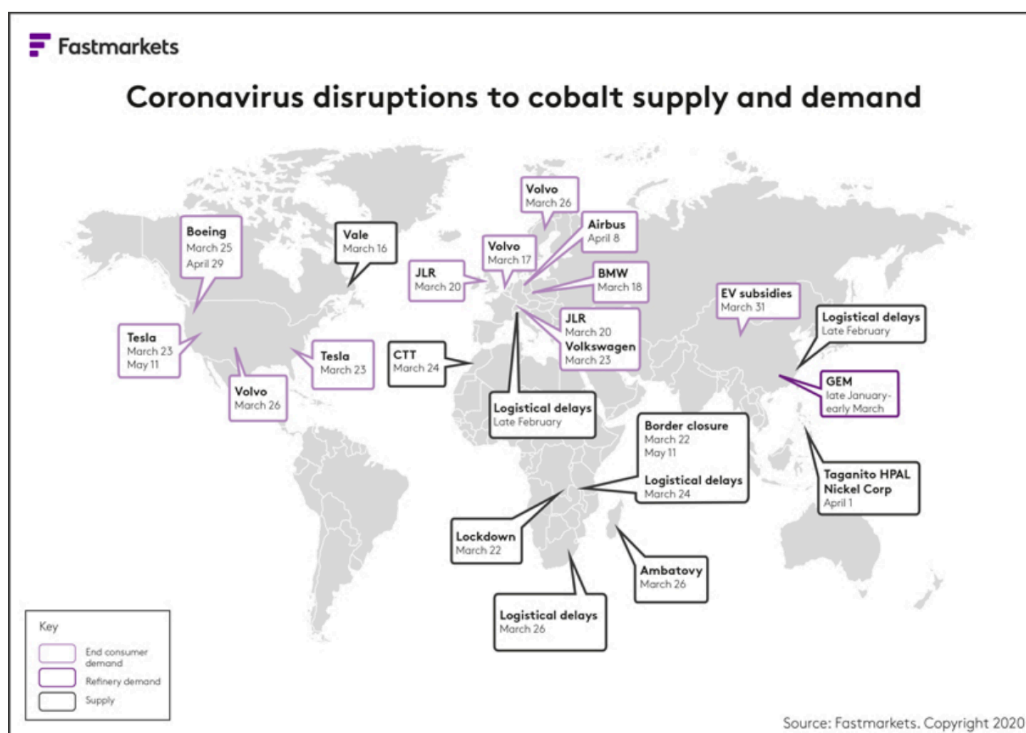 Fastmarkets
Coronavirus disruptions to cobalt supply and demand
Volvo
March 26
Boeing
March 25
April 29
Vale
March 16
Airbus
April 8
Volvo
March 17
JLR
March 20
BMW
March 18
EV subsidies
March 31
Logistical delays
Late February
JLR
March 20
Volkswagen
March 23
Tesla
March 23
May 11
Tesla
March 23
CTT
March 24
Volvo
March 26
GEM
late January-
early March
Logistical delays
Late February
Border closure
March 22
May 11
Logistical delays
March 24
Taganito HPAL
Nickel Corp
April 1
Lockdown
March 22
Ambatovy
March 26
Logistical delays
March 26
Key
End consumer
demand
Refinery demand
Supply
Source: Fastmarkets. Copyright 2020